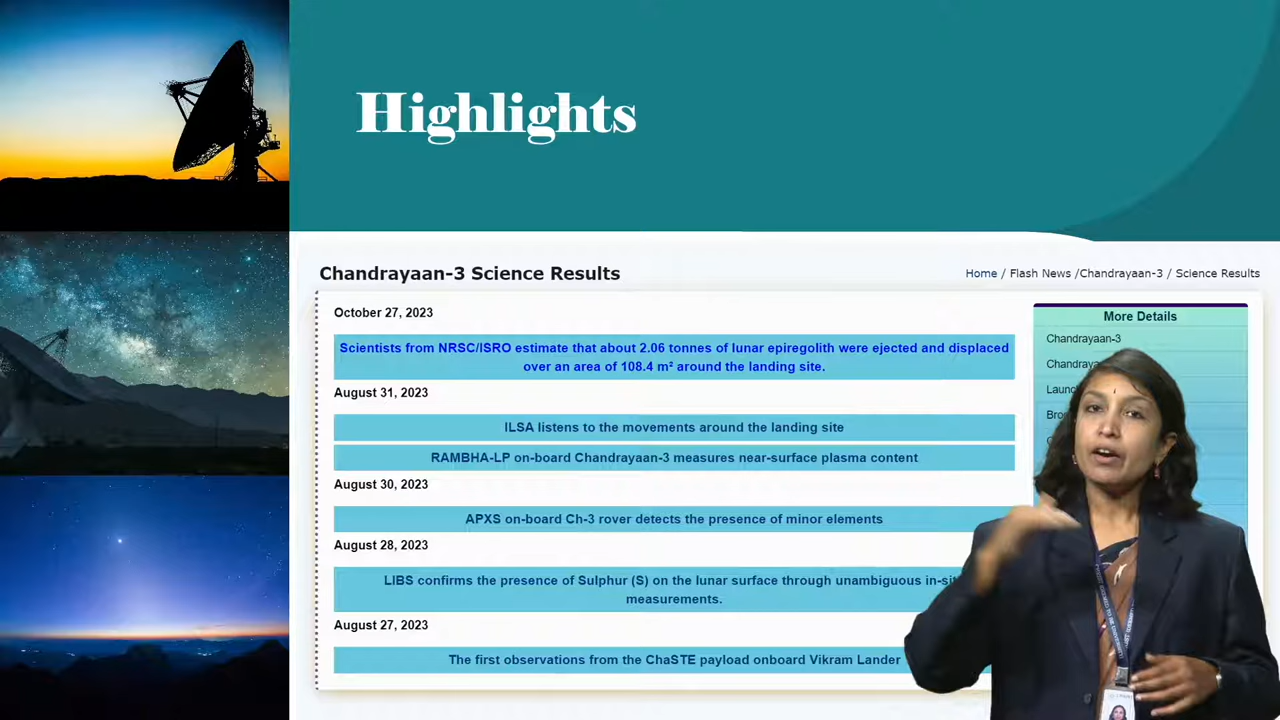 Highlights
Chandrayaan-3 Science Results
Home / Flash News /Chandrayaan-3 / Science Results
October 27, 2023
Scientists from NRSC/ISRO estimate that about 2.06 tonnes of lunar epiregolith were ejected and displaced
over an area of 108.4 m² around the landing site.
August 31, 2023
ILSA listens to the movements around the landing site
RAMBHA-LP on-board Chandrayaan-3 measures near-surface plasma content
August 30, 2023
APXS on-board Ch-3 rover detects the presence of minor elements
August 28, 2023
LIBS confirms the presence of Sulphur (S) on the lunar surface through unambiguous in-sit
measurements.
August 27, 2023
The first observations from the ChaSTE payload onboard Vikram Lander
More Details
Chandrayaan-3